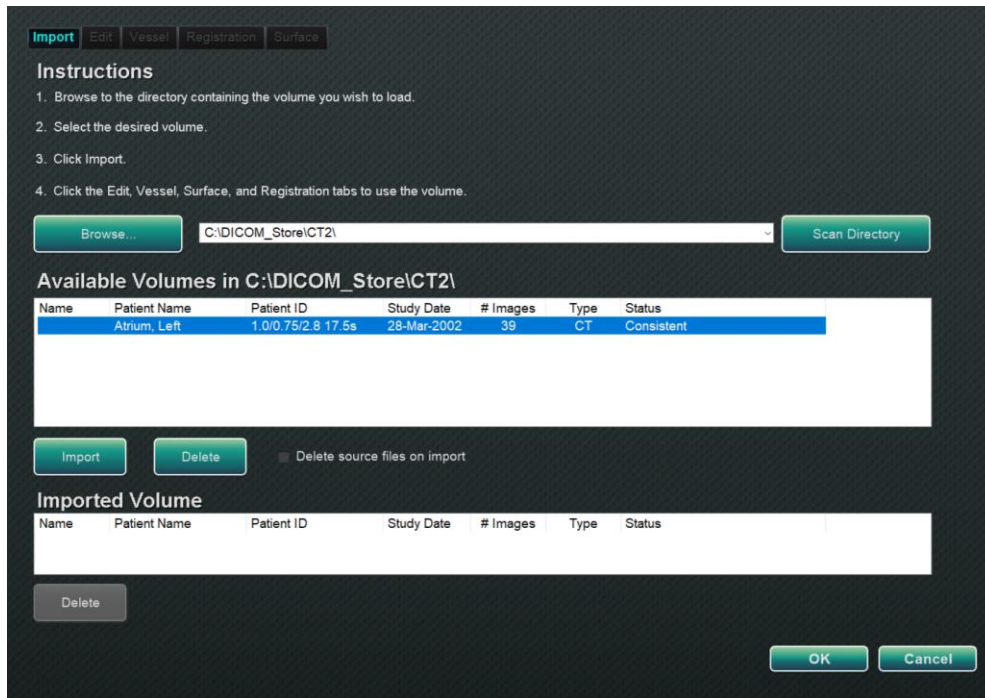 Import Edit Vessel Registration Surface
Instructions
1. Browse to the directory containing the volume you wish to load.
2. Select the desired volume.
3. Click Import.
4. Click the Edit, Vessel, Surface, and Registration tabs to use the volume.
Browse... C:\DICOM_Store\CT2\ Scan Directory
Available Volumes in C:\DICOM_Store\CT2\
Name Patient Name Patient ID Study Date # Images Type Status
Atrium, Left 1.0/0.75/2.8 17.5s 28-Mar-2002 39 CT Consistent
Import Delete Delete source files on import
Imported Volume
Name Patient Name Patient ID Study Date # Images Type Status
Delete
OK Cancel